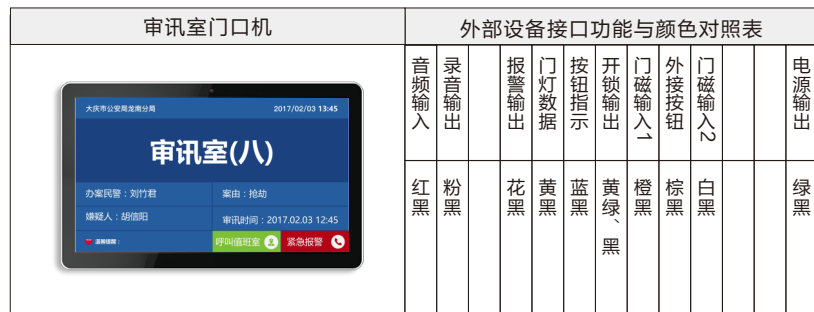 审讯室门口机
外部设备接口功能与颜色对照表
音频输入
录音输出
报警输出
门灯数据
按钮指示
开锁输出
门磁输入1
外接按钮
门磁输入2
电源输出
红黑
粉黑
花黑
黄黑
蓝黑
黄绿、黑
橙黑
棕黑
白黑
绿黑
大庆市公安局龙南分局 2017/02/03 13:45
审讯室(八)
办案民警：刘竹君 案由：抢劫
嫌疑人：胡信阳 审讯时间：2017.02.03 12:45
温馨提醒：
呼叫值班室 紧急报警